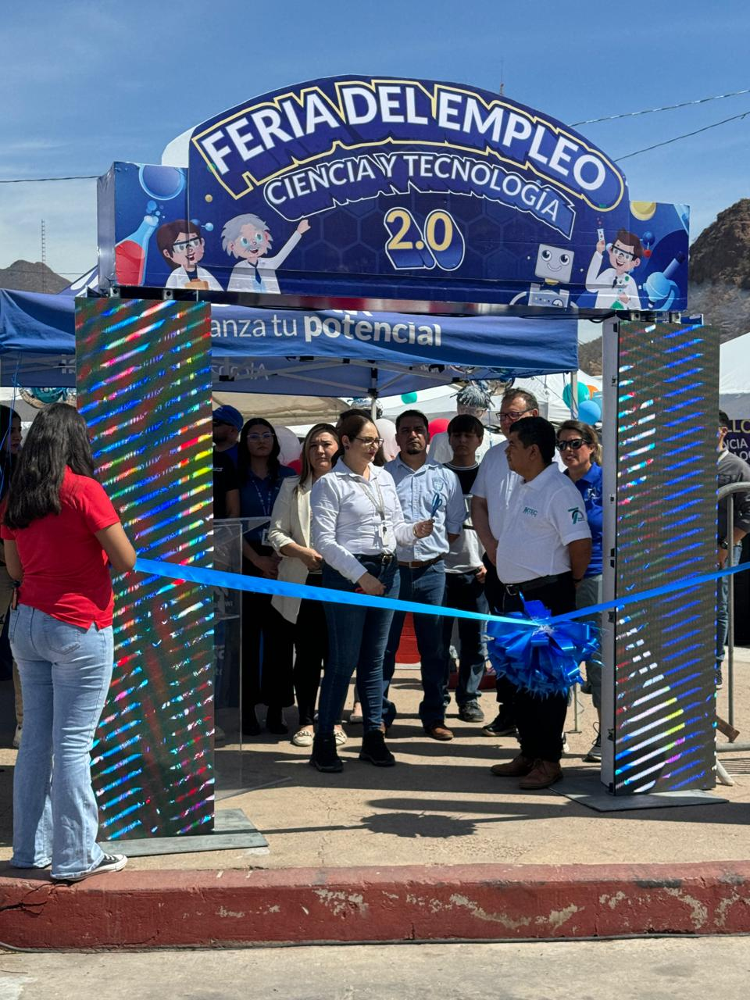 FERIA DEL EMPLEO
CIENCIA Y TECNOLOGÍA
2.0
anza tu potencial